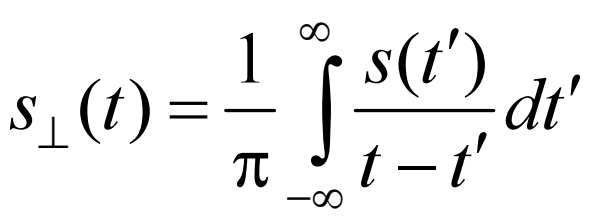 s⊥(t) = 1/π ∫_{-∞}^{∞} s(t′)/(t − t′) dt′